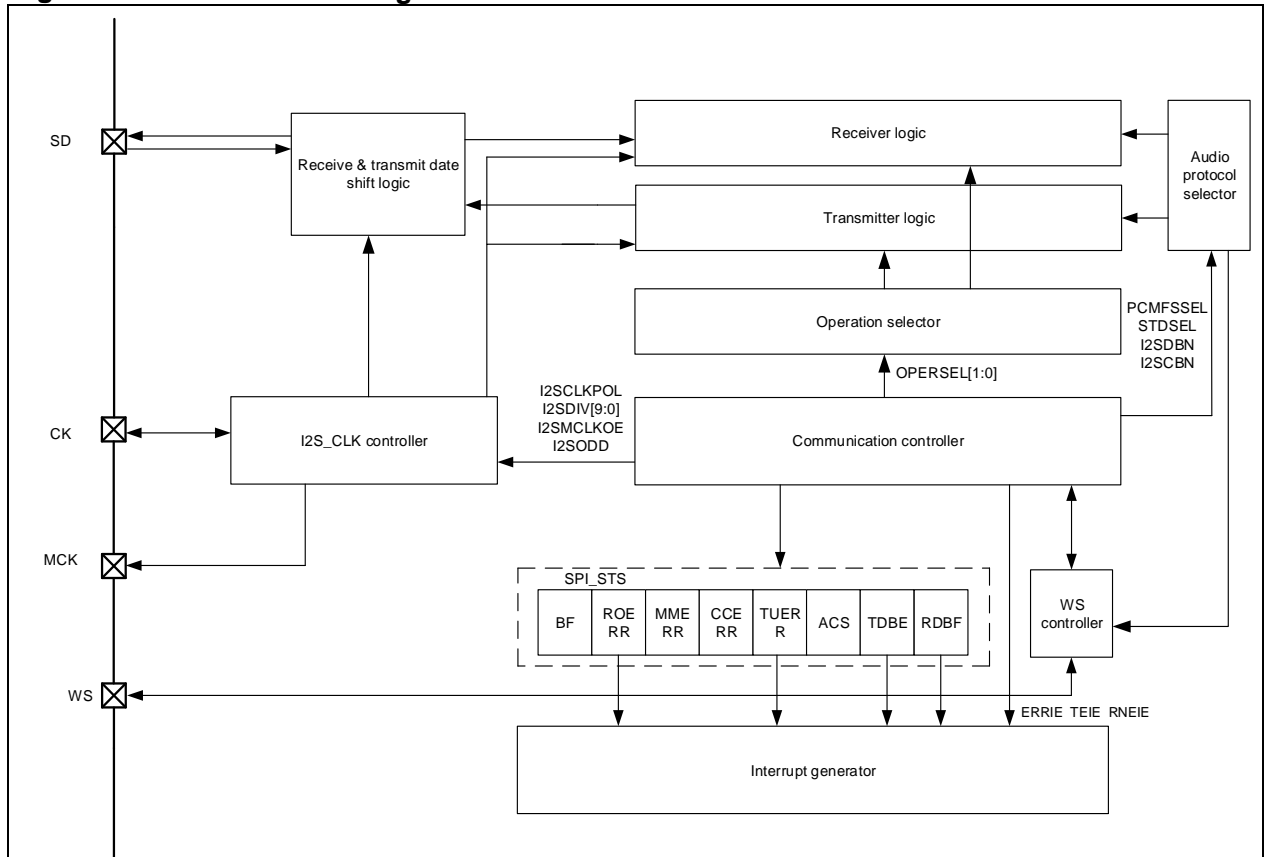 SD
Receive & transmit date
shift logic
Receiver logic
Audio
protocol
selector
Transmitter logic
Operation selector
PCMFSSEL
STDSEL
I2SDBN
I2SCBN
OPERSEL[1:0]
I2SCLKPOL
I2SDIV[9:0]
I2SMCLKOE
I2SODD
CK
I2S_CLK controller
Communication controller
MCK
SPI_STS
BF
ROE
RR
MME
RR
CCE
RR
TUER
R
ACS
TDBE
RDBF
WS
controller
WS
ERRIE TEIE RNEIE
Interrupt generator